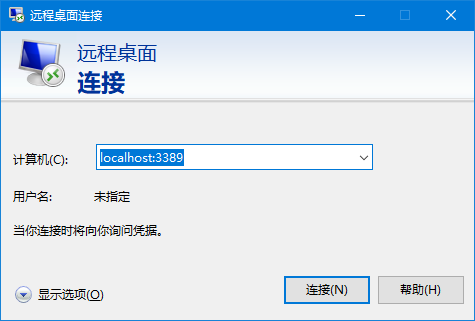 远程桌面连接
远程桌面
连接
计算机(C):
localhost:3389
用户名:
未指定
当你连接时将向你询问凭据。
显示选项(O)
连接(N)
帮助(H)